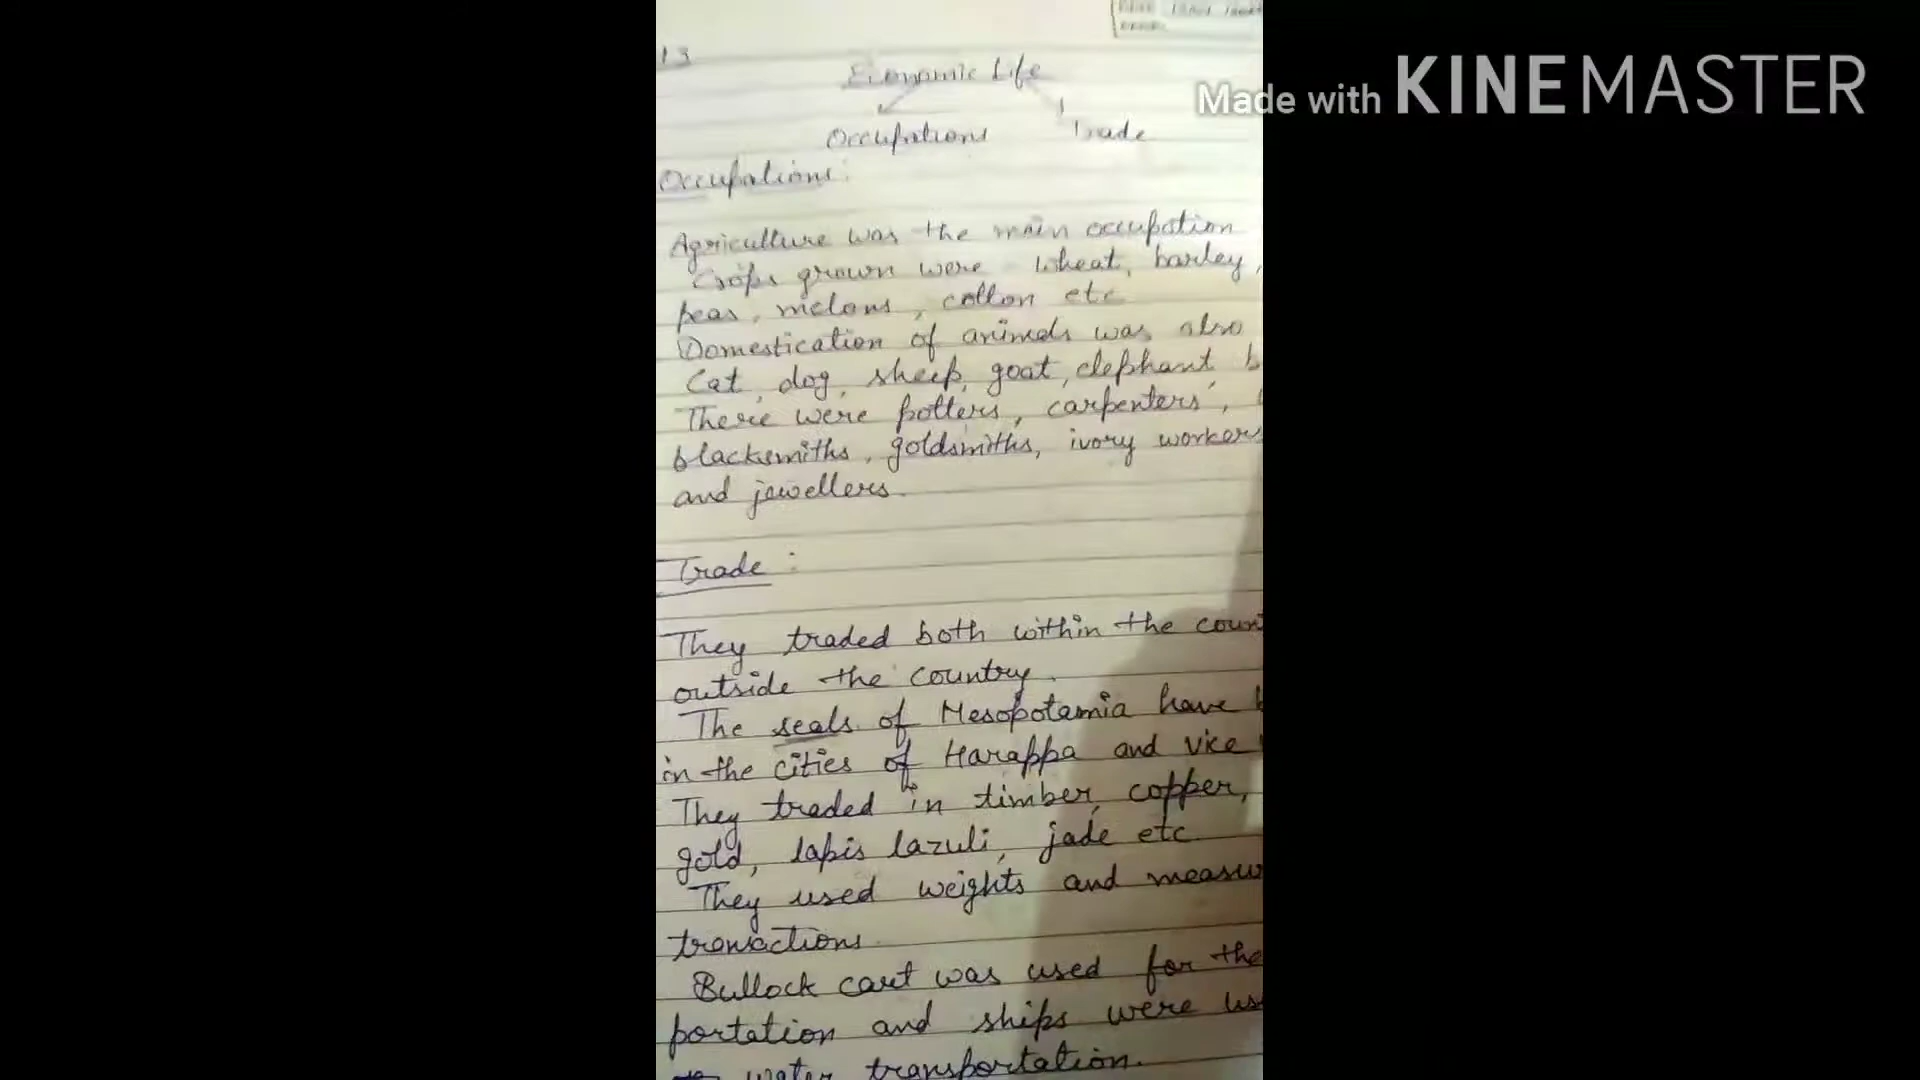 13
Economic Life
Made with KINEMASTER
Occupations Trade
Occupations:
Agriculture was the main occupation
Crops grown were - wheat, barley,
peas, melons, cotton etc
Domestication of animals was also
Cat, dog, sheep, goat, elephant
There were potters, carpenters,
blacksmiths, goldsmiths, ivory workers
and jewellers.
Trade :
They traded both within the coun
outside the country.
The seals of Mesopotamia have
in the cities of Harappa and vice
They traded in timber, copper,
gold, lapis lazuli, jade etc
They used weights and measu
transactions
Bullock cart was used for the
portation and ships were us
water transportation.